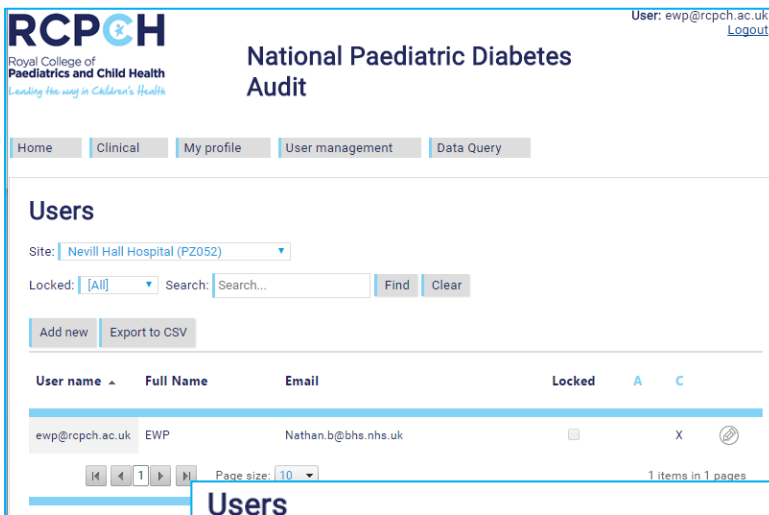 RCPCH
User: ewp@rcpch.ac.uk
Logout
Royal College of
Paediatrics and Child Health
Leading the way in Children's Health
National Paediatric Diabetes
Audit
Home Clinical My profile User management Data Query
Users
Site: Nevill Hall Hospital (PZ052)
Locked: [All] Search: Search... Find Clear
Add new Export to CSV
User name Full Name Email Locked A C
ewp@rcpch.ac.uk EWP Nathan.b@bhs.nhs.uk X
1 Page size: 10 1 items in 1 pages
Users